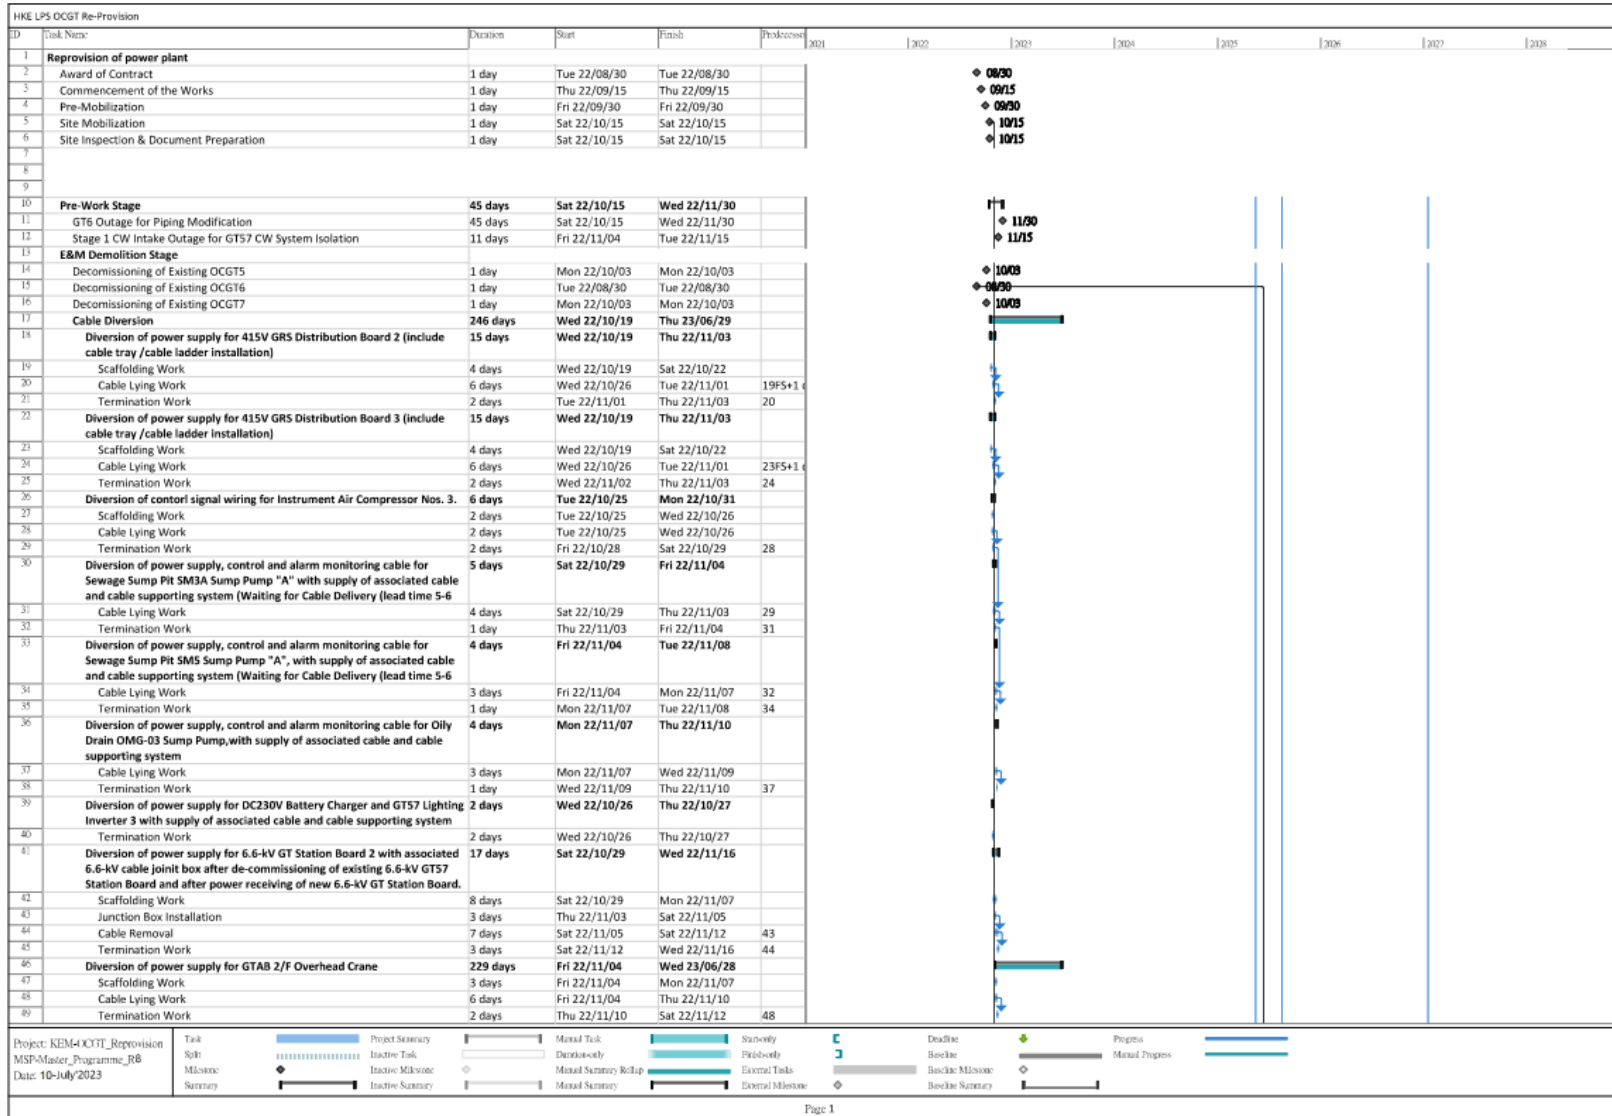 HKE LPS OCGT Re-Provision
ID Task Name Duration Start Finish Predecessor 2021 2022 2023 2024 2025 2026 2027 2028
1 Reprovision of power plant
2 Award of Contract 1 day Tue 22/08/30 Tue 22/08/30 08/30
3 Commencement of the Works 1 day Thu 22/09/15 Thu 22/09/15 09/15
4 Pre-Mobilization 1 day Fri 22/09/30 Fri 22/09/30 09/30
5 Site Mobilization 1 day Sat 22/10/15 Sat 22/10/15 10/15
6 Site Inspection & Document Preparation 1 day Sat 22/10/15 Sat 22/10/15 10/15
7
8
9
10 Pre-Work Stage 45 days Sat 22/10/15 Wed 22/11/30
11 GT6 Outage for Piping Modification 45 days Sat 22/10/15 Wed 22/11/30 11/30
12 Stage 1 CW Intake Outage for GT57 CW System Isolation 11 days Fri 22/11/04 Tue 22/11/15 11/15
13 E&M Demolition Stage
14 Decomissioning of Existing OCGT5 1 day Mon 22/10/03 Mon 22/10/03 10/03
15 Decomissioning of Existing OCGT6 1 day Tue 22/08/30 Tue 22/08/30 08/30
16 Decomissioning of Existing OCGT7 1 day Mon 22/10/03 Mon 22/10/03 10/03
17 Cable Diversion 246 days Wed 22/10/19 Thu 23/06/29
18 Diversion of power supply for 415V GRS Distribution Board 2 (include 15 days Wed 22/10/19 Thu 22/11/03
cable tray /cable ladder installation)
19 Scaffolding Work 4 days Wed 22/10/19 Sat 22/10/22
20 Cable Lying Work 6 days Wed 22/10/26 Tue 22/11/01 19FS+1 d
21 Termination Work 2 days Tue 22/11/01 Thu 22/11/03 20
22 Diversion of power supply for 415V GRS Distribution Board 3 (include 15 days Wed 22/10/19 Thu 22/11/03
cable tray /cable ladder installation)
23 Scaffolding Work 4 days Wed 22/10/19 Sat 22/10/22
24 Cable Lying Work 6 days Wed 22/10/26 Tue 22/11/01 23FS+1 d
25 Termination Work 2 days Wed 22/11/02 Thu 22/11/03 24
26 Diversion of contorl signal wiring for Instrument Air Compressor Nos. 3. 6 days Tue 22/10/25 Mon 22/10/31
27 Scaffolding Work 2 days Tue 22/10/25 Wed 22/10/26
28 Cable Lying Work 2 days Tue 22/10/25 Wed 22/10/26
29 Termination Work 2 days Fri 22/10/28 Sat 22/10/29 28
30 Diversion of power supply, control and alarm monitoring cable for 5 days Sat 22/10/29 Fri 22/11/04
Sewage Sump Pit SM3A Sump Pump "A" with supply of associated cable
and cable supporting system (Waiting for Cable Delivery (lead time 5-6
31 Cable Lying Work 4 days Sat 22/10/29 Thu 22/11/03 29
32 Termination Work 1 day Thu 22/11/03 Fri 22/11/04 31
33 Diversion of power supply, control and alarm monitoring cable for 4 days Fri 22/11/04 Tue 22/11/08
Sewage Sump Pit SM5 Sump Pump "A", with supply of associated cable
and cable supporting system (Waiting for Cable Delivery (lead time 5-6
34 Cable Lying Work 3 days Fri 22/11/04 Mon 22/11/07 32
35 Termination Work 1 day Mon 22/11/07 Tue 22/11/08 34
36 Diversion of power supply, control and alarm monitoring cable for Oily 4 days Mon 22/11/07 Thu 22/11/10
Drain OMG-03 Sump Pump,with supply of associated cable and cable
supporting system
37 Cable Lying Work 3 days Mon 22/11/07 Wed 22/11/09
38 Termination Work 1 day Wed 22/11/09 Thu 22/11/10 37
39 Diversion of power supply for DC230V Battery Charger and GT57 Lighting 2 days Wed 22/10/26 Thu 22/10/27
Inverter 3 with supply of associated cable and cable supporting system
40 Termination Work 2 days Wed 22/10/26 Thu 22/10/27
41 Diversion of power supply for 6.6-kV GT Station Board 2 with associated 17 days Sat 22/10/29 Wed 22/11/16
6.6-kV cable joinit box after de-commissioning of existing 6.6-kV GT57
Station Board and after power receiving of new 6.6-kV GT Station Board.
42 Scaffolding Work 8 days Sat 22/10/29 Mon 22/11/07
43 Junction Box Installation 3 days Thu 22/11/03 Sat 22/11/05
44 Cable Removal 7 days Sat 22/11/05 Sat 22/11/12 43
45 Termination Work 3 days Sat 22/11/12 Wed 22/11/16 44
46 Diversion of power supply for GTAB 2/F Overhead Crane 229 days Fri 22/11/04 Wed 23/06/28
47 Scaffolding Work 3 days Fri 22/11/04 Mon 22/11/07
48 Cable Lying Work 6 days Fri 22/11/04 Thu 22/11/10
49 Termination Work 2 days Thu 22/11/10 Sat 22/11/12 48
Project: KEM-OCGT_Reprovision
MSP-Master_Programme_R8
Date: 10-July'2023
Task Project Summary Manual Task Start-only Deadline Progress
Split Inactive Task Duration-only Finish-only Baseline Manual Progress
Milestone Inactive Milestone Manual Summary Rollup External Tasks Baseline Milestone
Summary Inactive Summary Manual Summary External Milestone Baseline Summary
Page 1